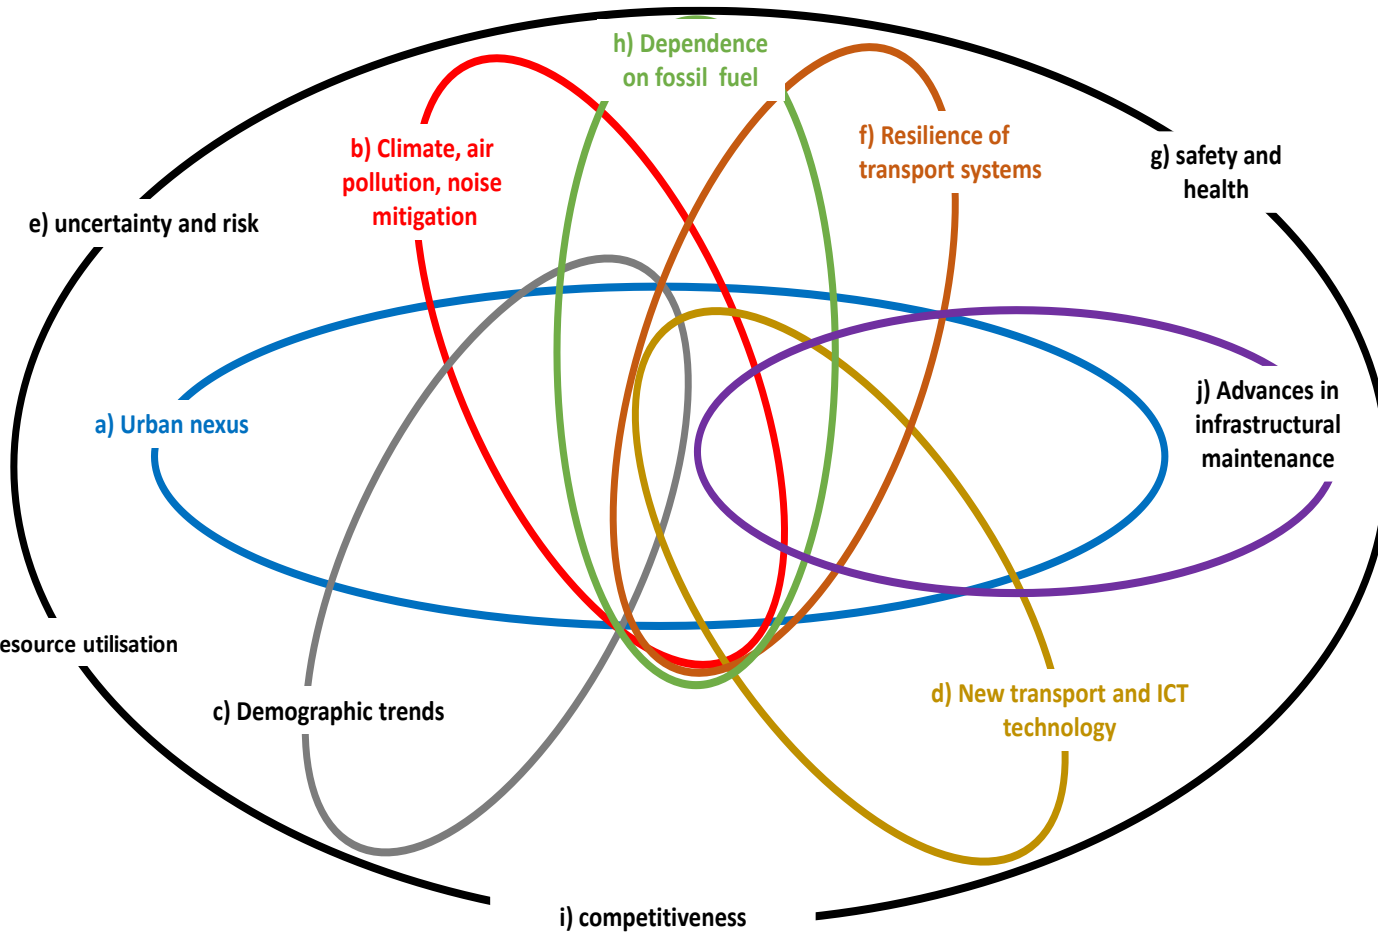 h) Dependence
on fossil fuel
b) Climate, air
pollution, noise
mitigation
f) Resilience of
transport systems
g) safety and
health
e) uncertainty and risk
a) Urban nexus
j) Advances in
infrastructural
maintenance
esource utilisation
c) Demographic trends
d) New transport and ICT
technology
i) competitiveness